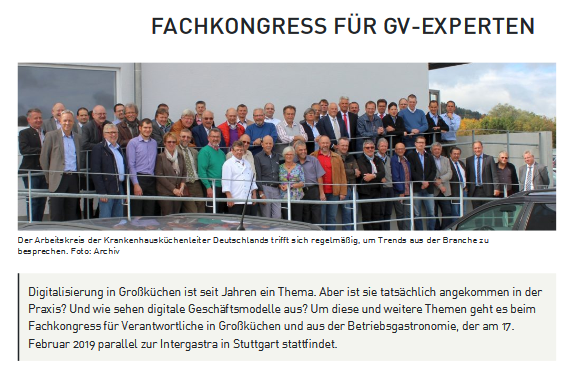 FACHKONGRESS FÜR GV-EXPERTEN
Der Arbeitskreis der Krankenhausküchenleiter Deutschlands trifft sich regelmäßig, um Trends aus der Branche zu
besprechen. Foto: Archiv
Digitalisierung in Großküchen ist seit Jahren ein Thema. Aber ist sie tatsächlich angekommen in der
Praxis? Und wie sehen digitale Geschäftsmodelle aus? Um diese und weitere Themen geht es beim
Fachkongress für Verantwortliche in Großküchen und aus der Betriebsgastronomie, der am 17.
Februar 2019 parallel zur Intergastra in Stuttgart stattfindet.